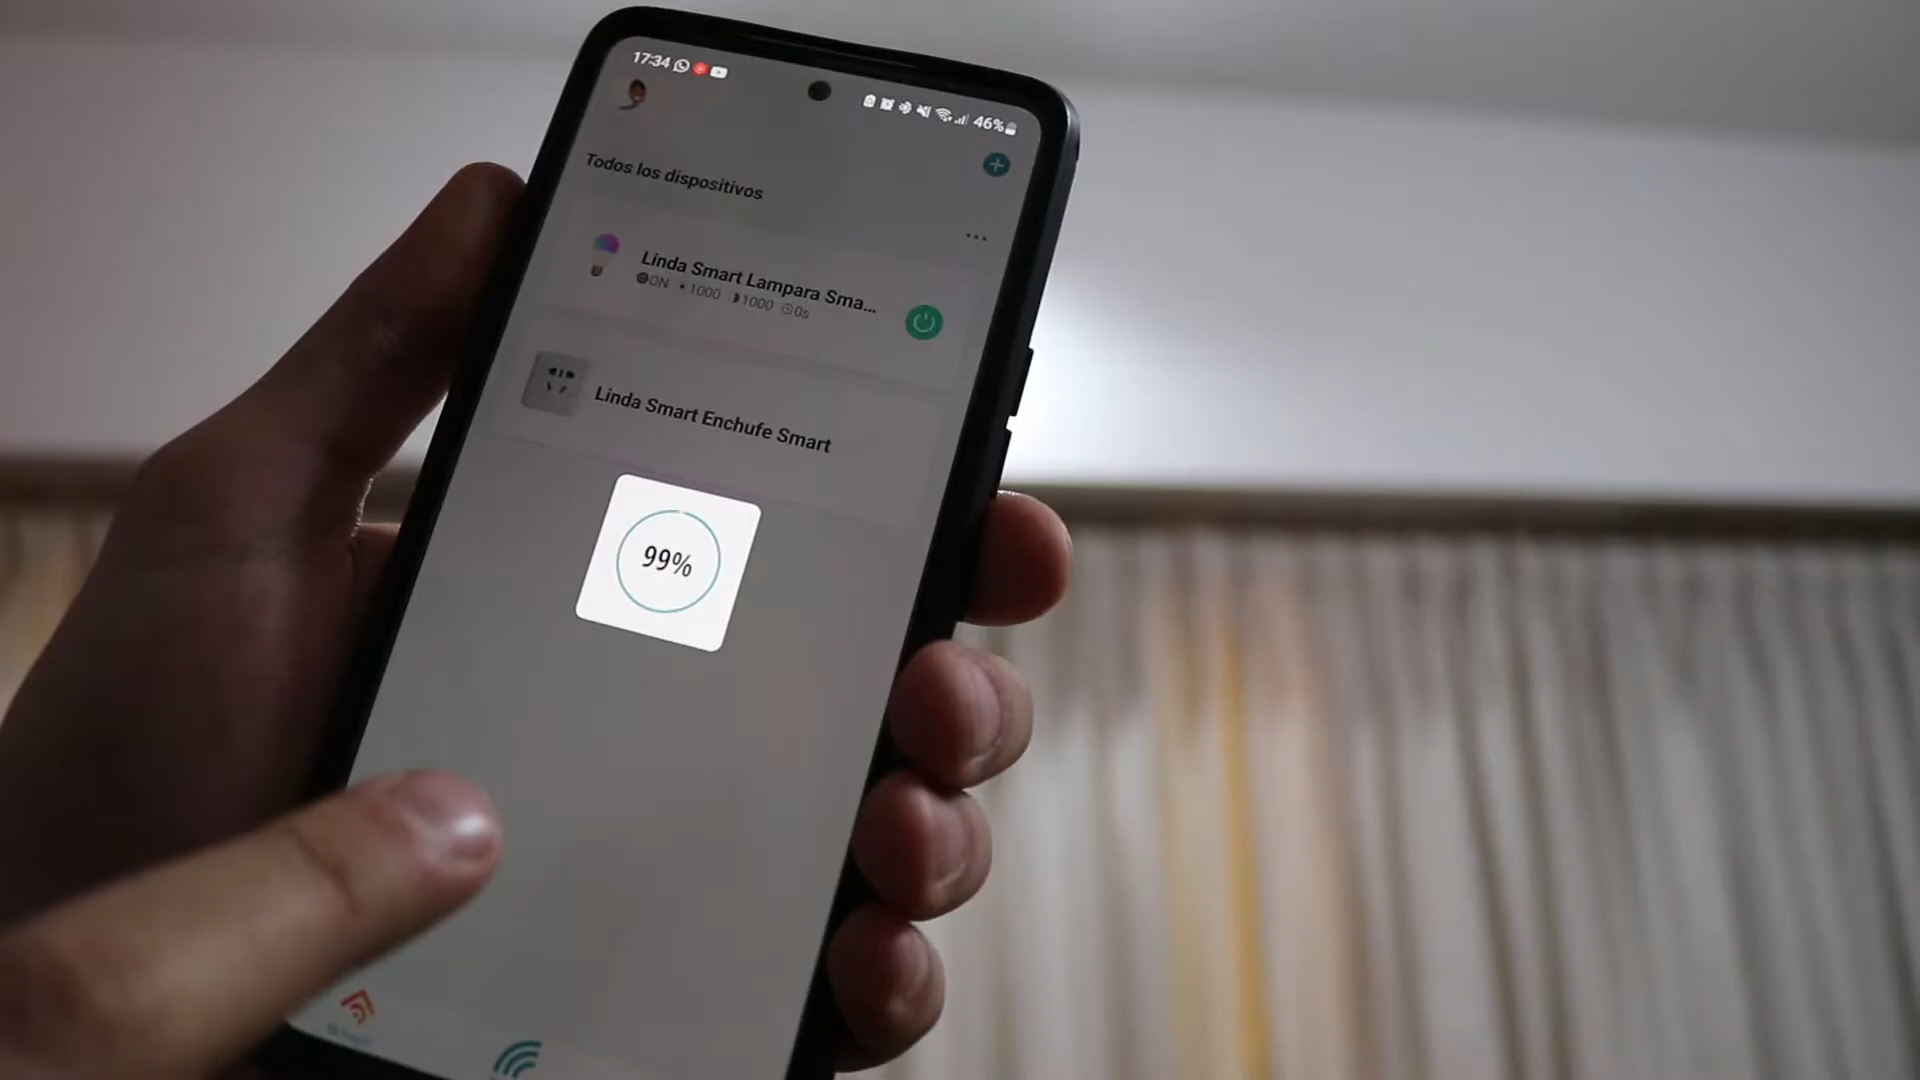 17:34
46%
Todos los dispositivos
Linda Smart Lampara Sma...
ON 1000 1000 0s
Linda Smart Enchufe Smart
99%